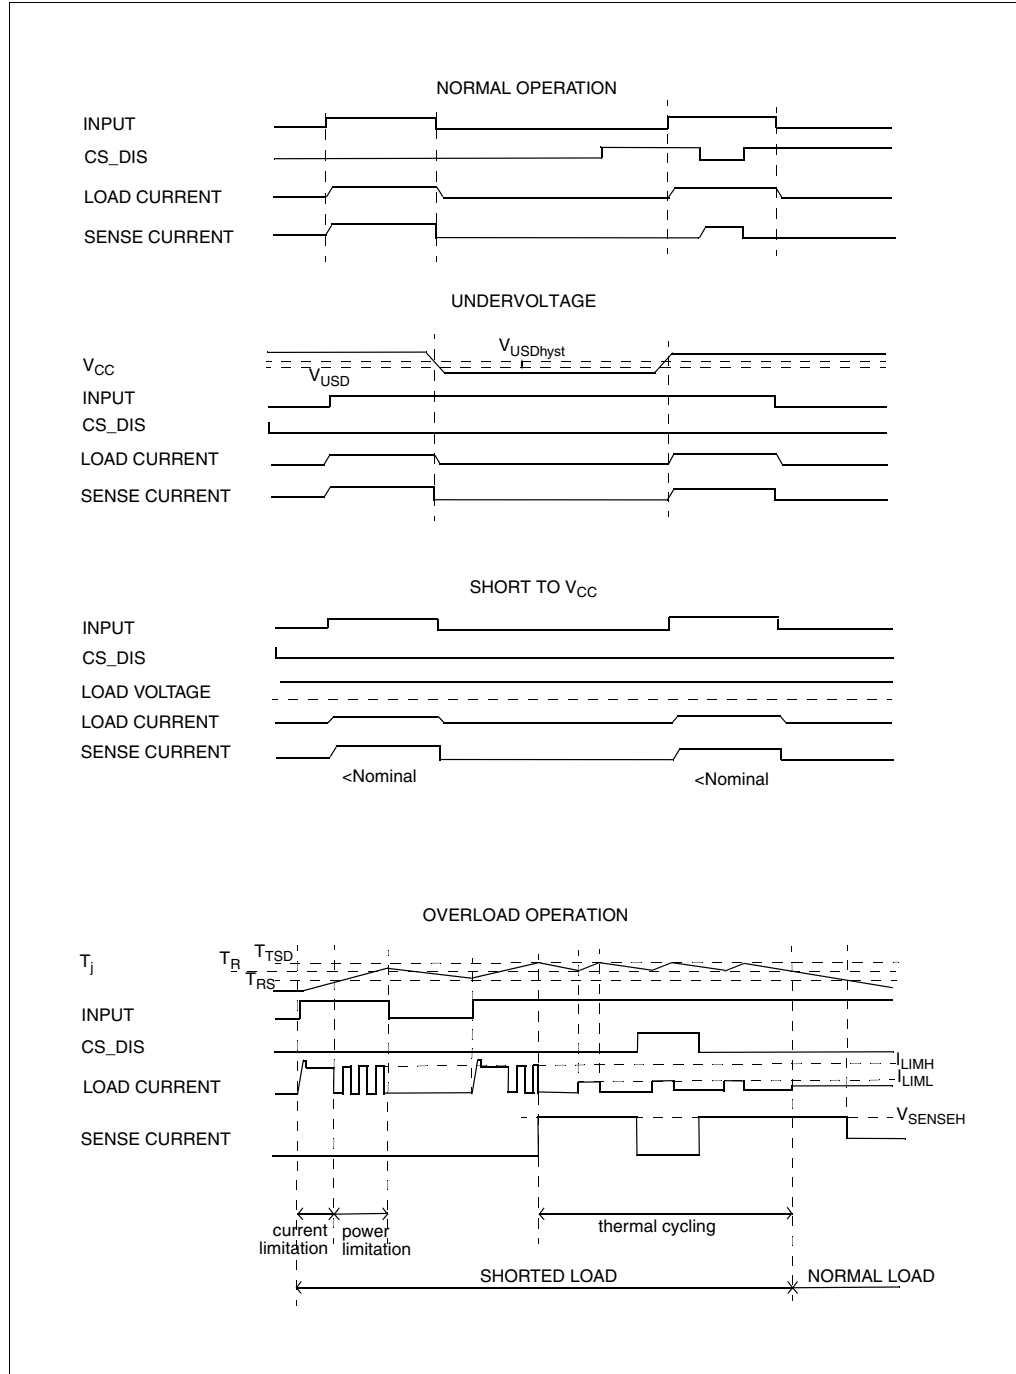 NORMAL OPERATION
INPUT
CS_DIS
LOAD CURRENT
SENSE CURRENT
UNDERVOLTAGE
VUSDhyst
VCC
VUSD
INPUT
CS_DIS
LOAD CURRENT
SENSE CURRENT
SHORT TO VCC
INPUT
CS_DIS
LOAD VOLTAGE
LOAD CURRENT
SENSE CURRENT
<Nominal <Nominal
OVERLOAD OPERATION
Tj TR TTSD
TRS
INPUT
CS_DIS
ILIMH
LOAD CURRENT ILIML
VSENSEH
SENSE CURRENT
current limitation
power limitation
thermal cycling
SHORTED LOAD NORMAL LOAD